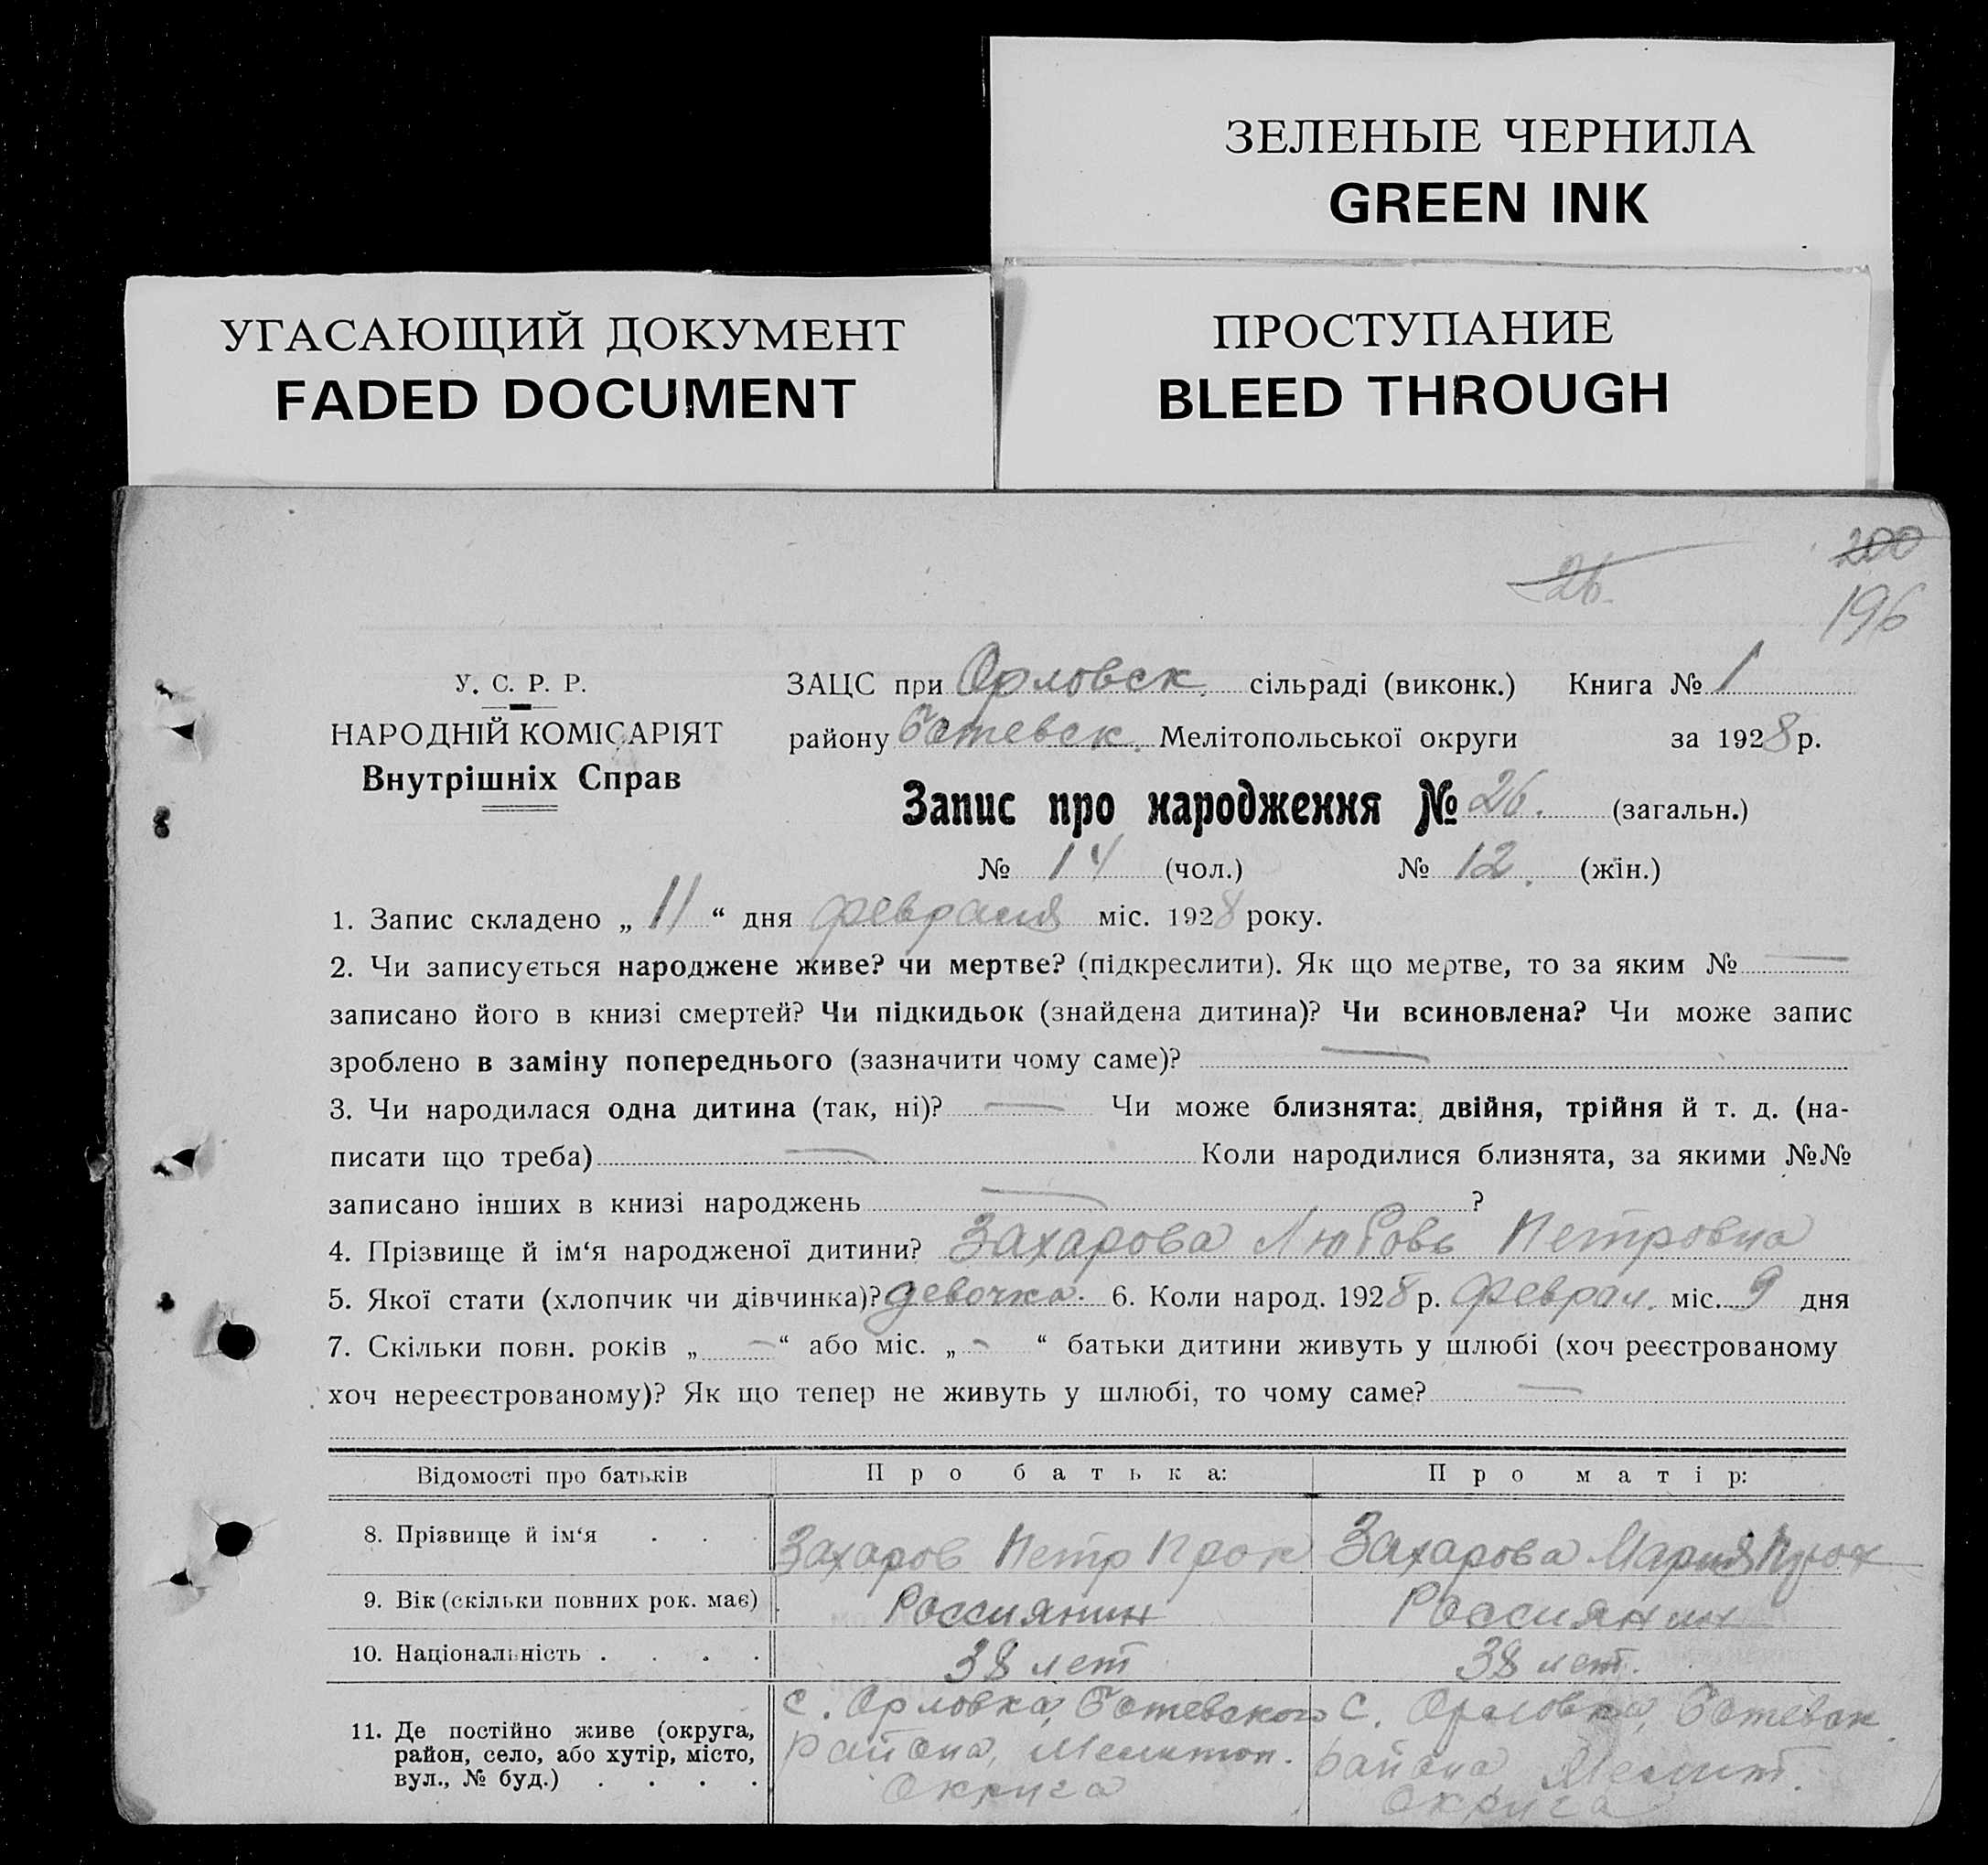 ЗЕЛЕНЫЕ ЧЕРНИЛА
GREEN INK
УГАСАЮЩИЙ ДОКУМЕНТ
FADED DOCUMENT
ПРОСТУПАНИЕ
BLEED THROUGH
200
26.
196
У. С. Р. Р.
НАРОДНІЙ КОМІСАРІЯТ
Внутрішніх Справ
ЗАЦС при Орловск. сільраді (виконк.) Книга № 1
району Ботевск. Мелітопольської округи за 1928 р.
Запис про народження № 26. (загальн.)
№ 14 (чол.) № 12. (жін.)
1. Запис складено „ 11 “ дня февраля міс. 1928 року.
2. Чи записується народжене живе? чи мертве? (підкреслити). Як що мертве, то за яким № —
записано його в книзі смертей? Чи підкидьок (знайдена дитина)? Чи всиновлена? Чи може запис
зроблено в заміну попереднього (зазначити чому саме)? —
3. Чи народилася одна дитина (так, ні)? — Чи може близнята: двійня, трійня й т. д. (на-
писати що треба) — Коли народилися близнята, за якими №№
записано інших в книзі народжень — ?
4. Прізвище й ім‘я народженої дитини? Захарова Любовь Петровна
5. Якої стати (хлопчик чи дівчинка)? девочка. 6. Коли народ. 1928 р. Феврал. міс. 9 дня
7. Скільки повн. років „ — “ або міс. „ - “ батьки дитини живуть у шлюбі (хоч реєстрованому
хоч нереєстрованому)? Як що тепер не живуть у шлюбі, то чому саме? —
Відомості про батьків Про батька: Про матір:
8. Прізвище й ім‘я . . . Захаров Петр Прок Захарова Мария
9. Вік (скільки повних рок. має) Россиянин Россиянин
10. Національність . . . . 38 лет 38 лет.
11. Де постійно живе (округа,
район, село, або хутір, місто,
вул., № буд.) . . . .
с. Орловка, Ботевского
района, Мелитоп.
Округа
С. Орловка, Ботевск
района, Мелит.
округа